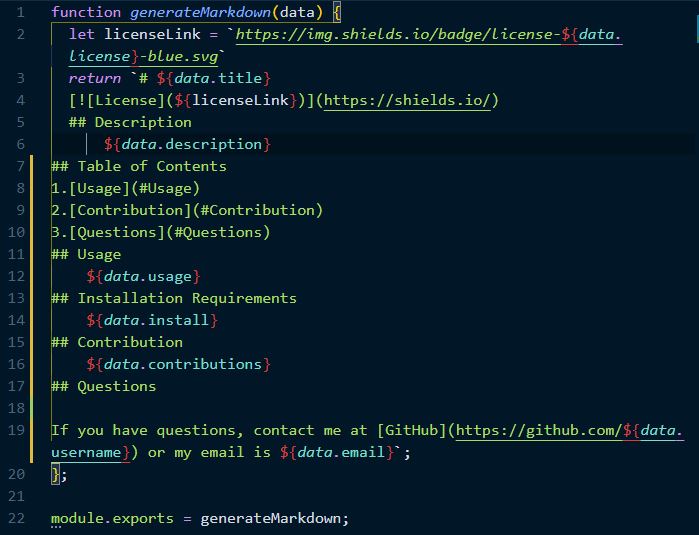 1 function generateMarkdown(data) {
2   let licenseLink = `https://img.shields.io/badge/license-${data.
  license}-blue.svg`
3   return `# ${data.title}
4   [![License](${licenseLink})](https://shields.io/)
5   ## Description
6       ${data.description}
7 ## Table of Contents
8 1.[Usage](#Usage)
9 2.[Contribution](#Contribution)
10 3.[Questions](#Questions)
11 ## Usage
12     ${data.usage}
13 ## Installation Requirements
14     ${data.install}
15 ## Contribution
16     ${data.contributions}
17 ## Questions
18
19 If you have questions, contact me at [GitHub](https://github.com/${data.
username}) or my email is ${data.email}`;
20 };
21
22 module.exports = generateMarkdown;